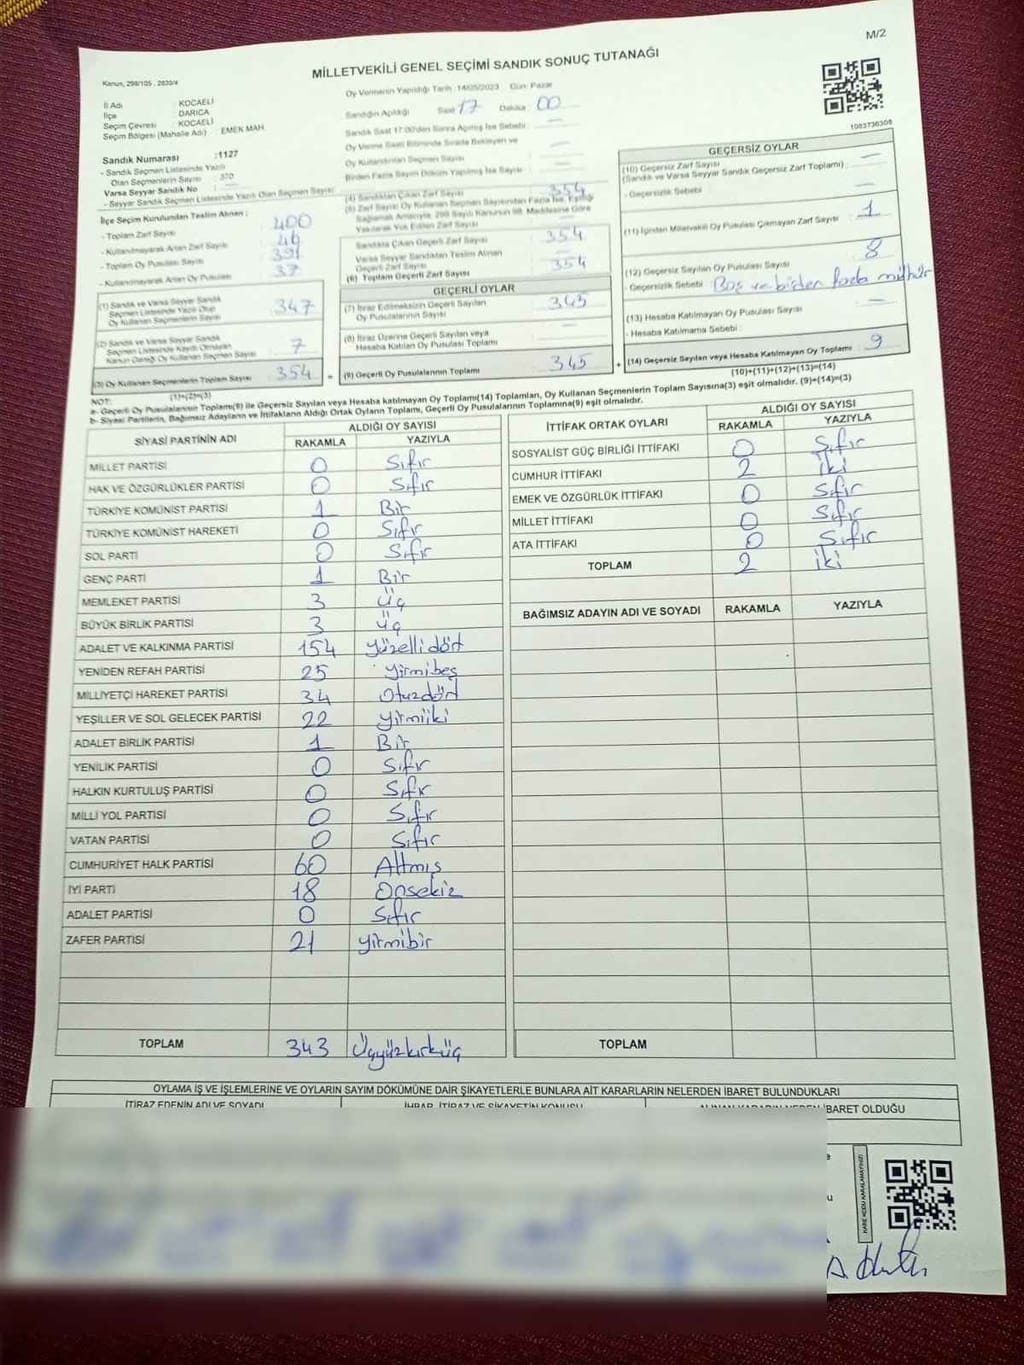 M/2
Kanun, 298/105 , 2839/4
MİLLETVEKİLİ GENEL SEÇİMİ SANDIK SONUÇ TUTANAĞI
İl Adı : KOCAELİ
İlçe : DARICA
Seçim Çevresi : KOCAELİ
Seçim Bölgesi (Mahalle Adı) : EMEK MAH
Sandık Numarası : 1127
- Sandık Seçmen Listesinde Yazılı
Olan Seçmenlerin Sayısı : 370
Varsa Seyyar Sandık No :
- Seyyar Sandık Seçmen Listesinde Yazılı Olan Seçmen Sayısı :
Oy Vermenin Yapıldığı Tarih : 14/05/2023 Gün: Pazar
Sandığın Açıldığı Saat 17 Dakika 00
Sandık Saat 17:00'den Sonra Açılmış İse Sebebi :
Oy Verme Saati Bitiminde Sırada Bekleyen ve
Oy Kullandırılan Seçmen Sayısı
Birden Fazla Sayım Döküm Yapılmış İse Sayısı
1083736308
İlçe Seçim Kurulundan Teslim Alınan ;
- Toplam Zarf Sayısı 400
- Kullanılmayarak Artan Zarf Sayısı 46
- Toplam Oy Pusulası Sayısı 391
- Kullanılmayarak Artan Oy Pusulası 37
(1) Sandık ve Varsa Seyyar Sandık
Seçmen Listesinde Yazılı Olup
Oy Kullanan Seçmenlerin Sayısı 347
(2) Sandık ve Varsa Seyyar Sandık
Seçmen Listesinde Kaydı Olmayan
Kanun Gereği Oy Kullanan Seçmen Sayısı 7
(3) Oy Kullanan Seçmenlerin Toplam Sayısı 354
(1)+(2)=(3)
(4) Sandıktan Çıkan Zarf Sayısı 354
(5) Zarf Sayısı Oy Kullanan Seçmen Sayısından Fazla İse, Eşitliği
Sağlamak Amacıyla, 298 Sayılı Kanunun 98. Maddesine Göre
Yakılarak Yok Edilen Zarf Sayısı
Sandıkta Çıkan Geçerli Zarf Sayısı 354
Varsa Seyyar Sandıktan Teslim Alınan
Geçerli Zarf Sayısı
(6) Toplam Geçerli Zarf Sayısı 354
GEÇERLİ OYLAR
(7) İtiraz Edilmeksizin Geçerli Sayılan
Oy Pusulasının Sayısı 345
(8) İtiraz Üzerine Geçerli Sayılan veya
Hesaba Katılan Oy Pusulası Toplamı
(9) Geçerli Oy Pusulalarının Toplamı 345
GEÇERSİZ OYLAR
(10) Geçersiz Zarf Sayısı
(Sandık ve Varsa Seyyar Sandık Geçersiz Zarf Toplamı)
- Geçersizlik Sebebi
(11) İçinden Milletvekili Oy Pusulası Çıkmayan Zarf Sayısı 1
(12) Geçersiz Sayılan Oy Pusulası Sayısı 8
- Geçersizlik Sebebi Boş ve birden fazla mühür
(13) Hesaba Katılmayan Oy Pusulası Sayısı
- Hesaba Katılmama Sebebi :
(14) Geçersiz Sayılan veya Hesaba Katılmayan Oy Toplamı 9
(10)+(11)+(12)+(13)=(14)
NOT:
a- Geçerli Oy Pusulalarının Toplamı(9) ile Geçersiz Sayılan veya Hesaba katılmayan Oy Toplamı(14) Toplamları, Oy Kullanan Seçmenlerin Toplam Sayısına(3) eşit olmalıdır. (9)+(14)=(3)
b- Siyasi Partilerin, Bağımsız Adayların ve İttifakların Aldığı Ortak Oyların Toplamı, Geçerli Oy Pusulalarının Toplamına(9) eşit olmalıdır.
SİYASİ PARTİNİN ADI ALDIĞI OY SAYISI
RAKAMLA YAZIYLA
MİLLET PARTİSİ 0 Sıfır
HAK VE ÖZGÜRLÜKLER PARTİSİ 0 Sıfır
TÜRKİYE KOMÜNİST PARTİSİ 1 Bir
TÜRKİYE KOMÜNİST HAREKETİ 0 Sıfır
SOL PARTİ 0 Sıfır
GENÇ PARTİ 1 Bir
MEMLEKET PARTİSİ 3 Üç
BÜYÜK BİRLİK PARTİSİ 3 Üç
ADALET VE KALKINMA PARTİSİ 154 Yüzellidört
YENİDEN REFAH PARTİSİ 25 Yirmibeş
MİLLİYETÇİ HAREKET PARTİSİ 34 Otuzdört
YEŞİLLER VE SOL GELECEK PARTİSİ 22 Yirmiiki
ADALET BİRLİK PARTİSİ 1 Bir
YENİLİK PARTİSİ 0 Sıfır
HALKIN KURTULUŞ PARTİSİ 0 Sıfır
MİLLİ YOL PARTİSİ 0 Sıfır
VATAN PARTİSİ 0 Sıfır
CUMHURİYET HALK PARTİSİ 60 Altmış
İYİ PARTİ 18 Onsekiz
ADALET PARTİSİ 0 Sıfır
ZAFER PARTİSİ 21 Yirmibir
TOPLAM 343 Üçyüzkırküç
İTTİFAK ORTAK OYLARI ALDIĞI OY SAYISI
RAKAMLA YAZIYLA
SOSYALİST GÜÇ BİRLİĞİ İTTİFAKI 0 Sıfır
CUMHUR İTTİFAKI 2 İki
EMEK VE ÖZGÜRLÜK İTTİFAKI 0 Sıfır
MİLLET İTTİFAKI 0 Sıfır
ATA İTTİFAKI 0 Sıfır
TOPLAM 2 İki
BAĞIMSIZ ADAYIN ADI VE SOYADI RAKAMLA YAZIYLA
TOPLAM
OYLAMA İŞ VE İŞLEMLERİNE VE OYLARIN SAYIM DÖKÜMÜNE DAİR ŞİKAYETLERLE BUNLARA AİT KARARLARIN NELERDEN İBARET BULUNDUKLARI
İTİRAZ EDENİN ADI VE SOYADI İHBAR, İTİRAZ VE ŞİKAYETİN KONUSU ALINAN KARARIN NEDEN İBARET OLDUĞU
KARE KODU KARALAMAYINIZ!